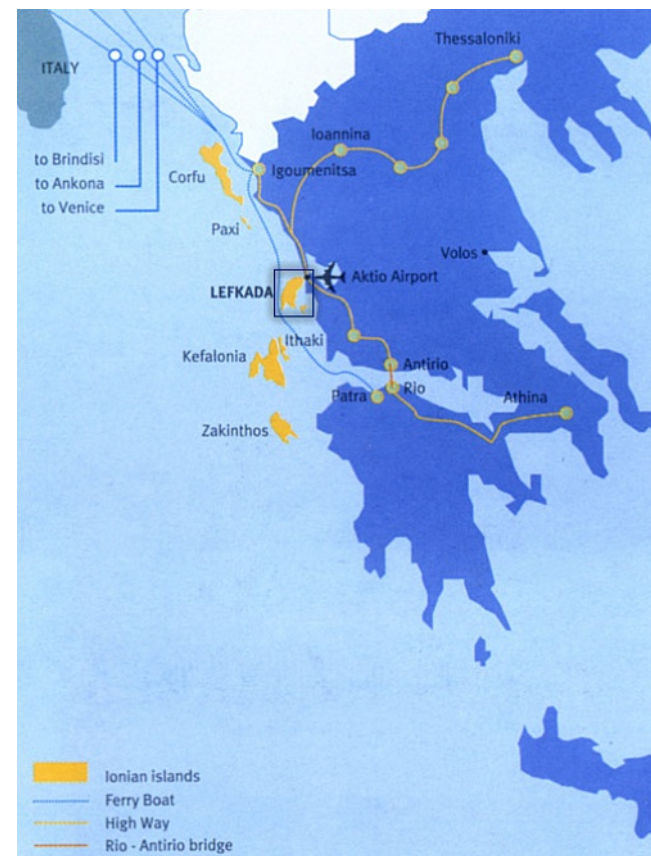 Thessaloniki
ITALY
Ioannina
to Brindisi
Igoumenitsa
Corfu
to Ankona
to Venice
Paxi
Volos
Aktio Airport
LEFKADA
Ithaki
Kefalonia
Antirio
Rio
Patra
Athina
Zakinthos
Ionian islands
Ferry Boat
High Way
Rio - Antirio bridge